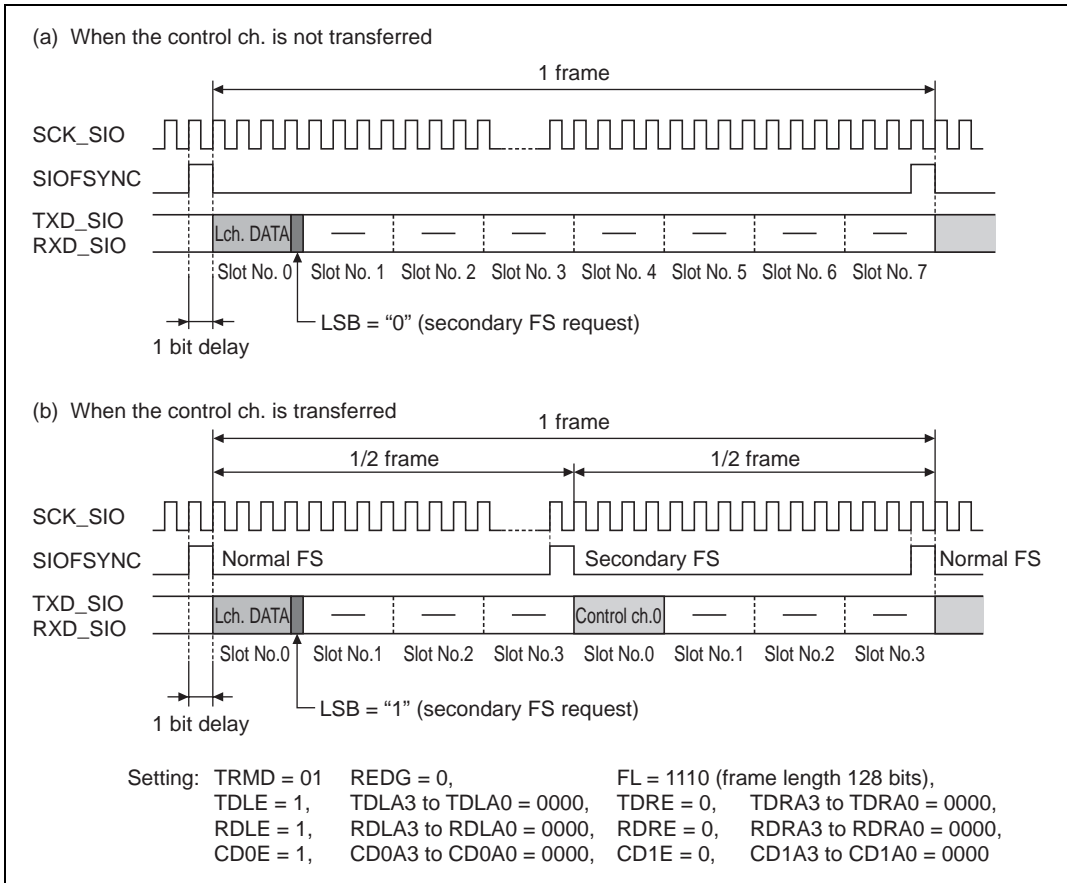 (a) When the control ch. is not transferred
1 frame
SCK_SIO
SIOFSYNC
TXD_SIO
RXD_SIO
Lch. DATA
Slot No. 0 Slot No. 1 Slot No. 2 Slot No. 3 Slot No. 4 Slot No. 5 Slot No. 6 Slot No. 7
LSB = “0” (secondary FS request)
1 bit delay
(b) When the control ch. is transferred
1 frame
1/2 frame 1/2 frame
SCK_SIO
SIOFSYNC Normal FS Secondary FS Normal FS
TXD_SIO
RXD_SIO
Lch. DATA Control ch.0
Slot No.0 Slot No.1 Slot No.2 Slot No.3 Slot No.0 Slot No.1 Slot No.2 Slot No.3
LSB = “1” (secondary FS request)
1 bit delay
Setting: TRMD = 01 REDG = 0, FL = 1110 (frame length 128 bits),
TDLE = 1, TDLA3 to TDLA0 = 0000, TDRE = 0, TDRA3 to TDRA0 = 0000,
RDLE = 1, RDLA3 to RDLA0 = 0000, RDRE = 0, RDRA3 to RDRA0 = 0000,
CD0E = 1, CD0A3 to CD0A0 = 0000, CD1E = 0, CD1A3 to CD1A0 = 0000